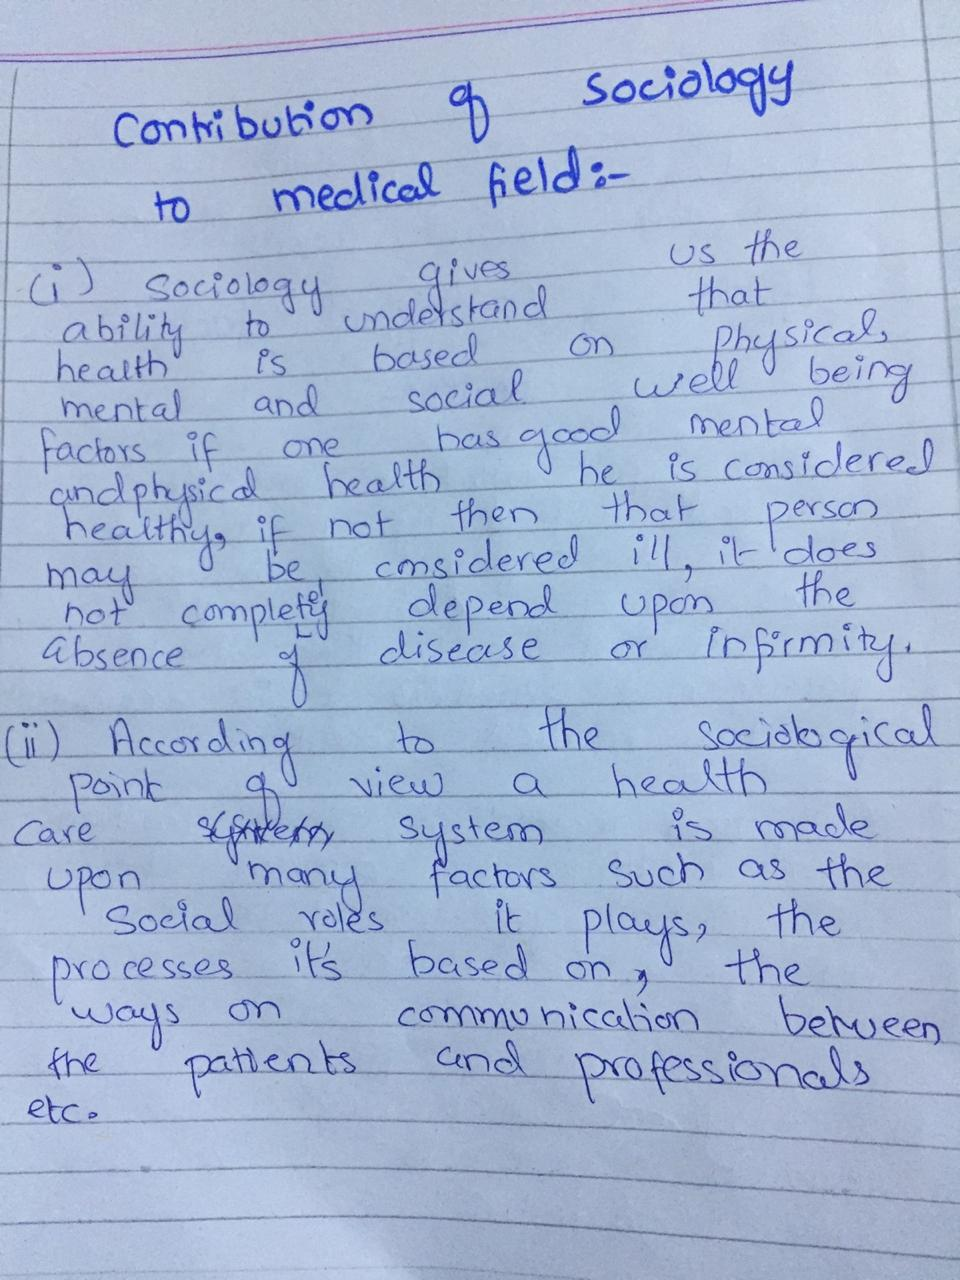 Contribution of Sociology
to medical field:-
(i) Sociology gives us the
ability to understand that
health is based on physical,
mental and social well being
factors if one has good mental
and physical health he is considered
healthy, if not then that person
may be considered ill, it does
not completely depend upon the
absence of disease or infirmity.
(ii) According to the sociological
point of view a health
care system is made
upon many factors such as the
social roles it plays, the
processes it's based on, the
ways on communication between
the patients and professionals
etc.